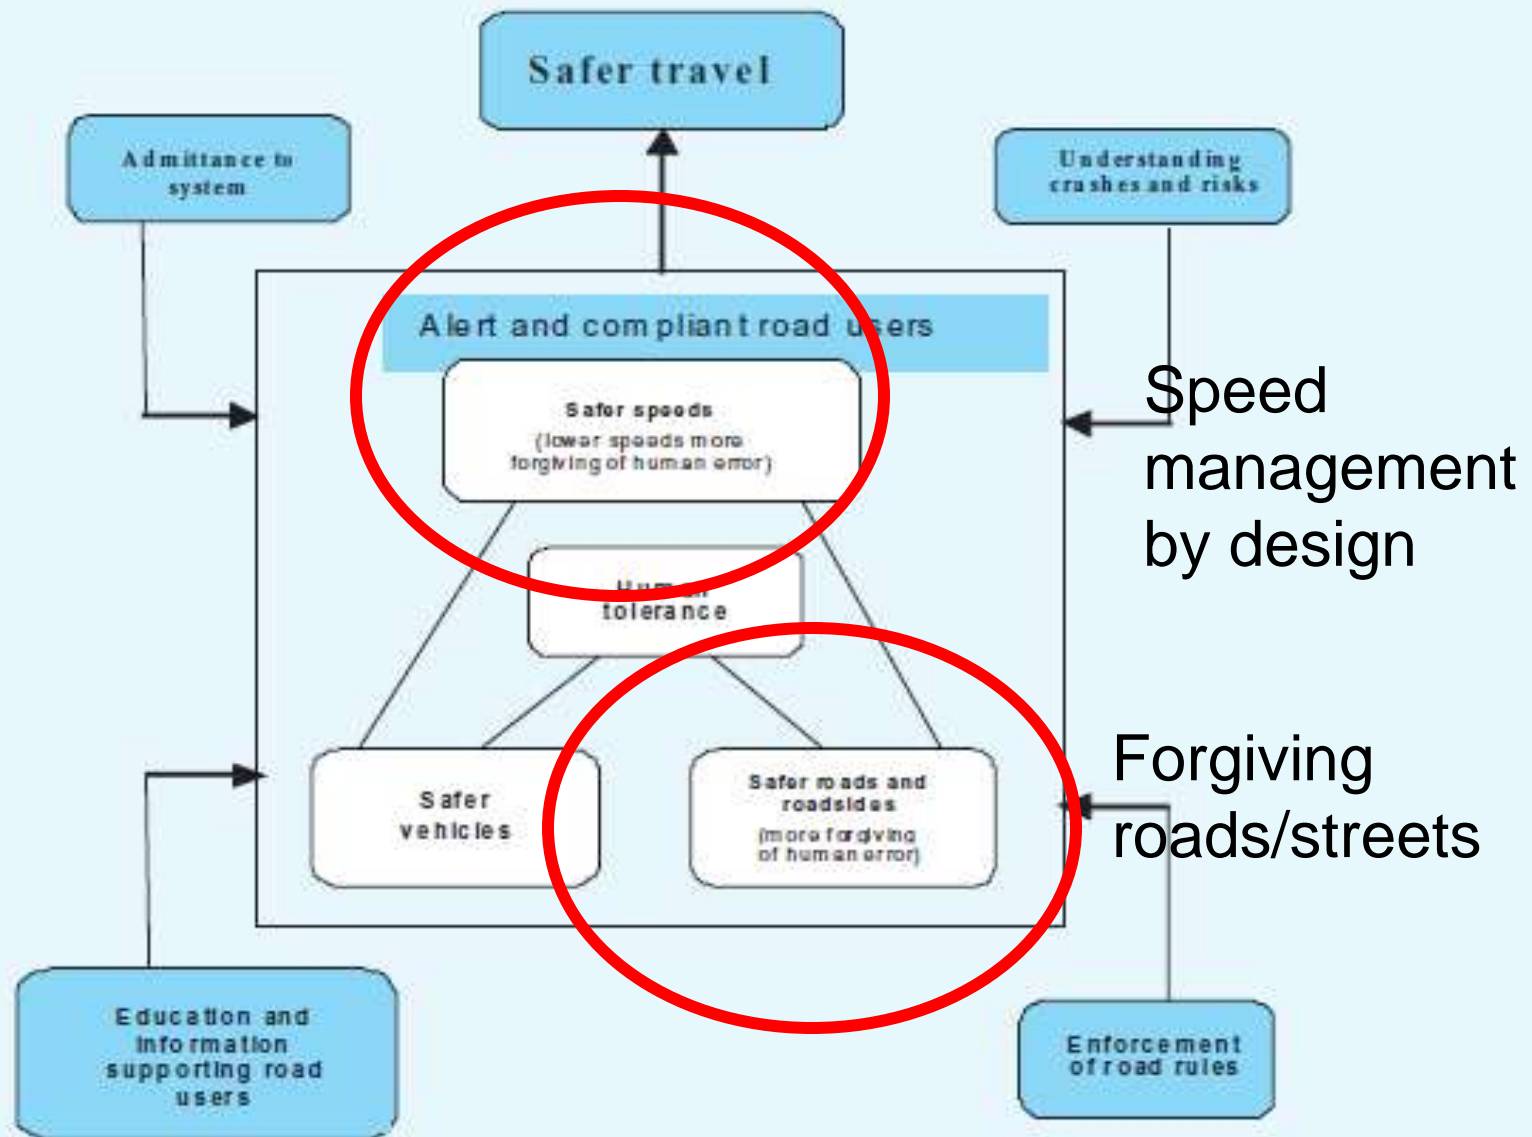 Safer travel
Admittance to
system
Understanding
crashes and risks
Alert and compliant road users
Safer speeds
(lower speeds more
forgiving of human error)
Speed
management
by design
Human
tolerance
Forgiving
roads/streets
Safer
vehicles
Safer roads and
roadsides
(more forgiving
of human error)
Education and
information
supporting road
users
Enforcement
of road rules